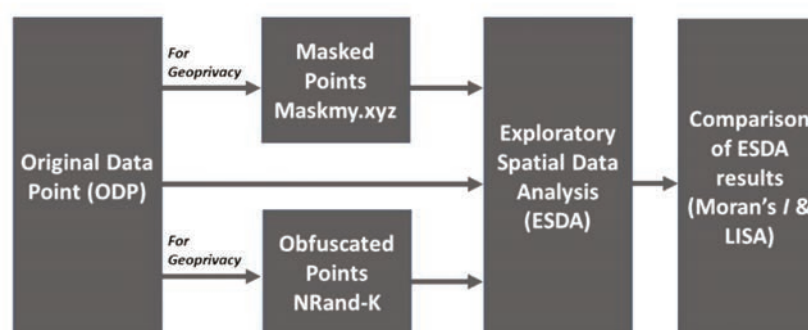 Original Data
Point (ODP)
For
Geoprivacy
Masked
Points
Maskmy.xyz
For
Geoprivacy
Obfuscated
Points
NRand-K
Exploratory
Spatial Data
Analysis
(ESDA)
Comparison
of ESDA
results
(Moran's I &
LISA)